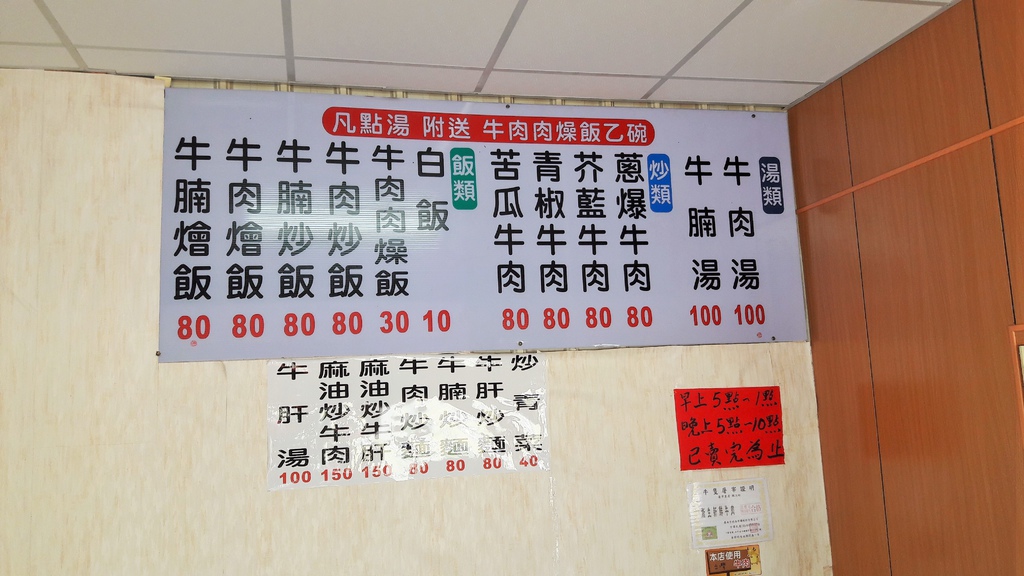 凡點湯 附送 牛肉肉燥飯乙碗
湯類
牛肉湯 100
牛腩湯 100
炒類
蔥爆牛肉 80
芥藍牛肉 80
青椒牛肉 80
苦瓜牛肉 80
飯類
白飯 10
牛肉肉燥飯 30
牛肉炒飯 80
牛腩炒飯 80
牛肉燴飯 80
牛腩燴飯 80
炒青菜 40
牛肝炒麵 80
牛腩炒麵 80
牛肉炒麵 80
麻油炒牛肝 150
麻油炒牛肉 150
牛肝湯 100
早上5點~1點
晚上5點~10點
已賣完為止
本店使用